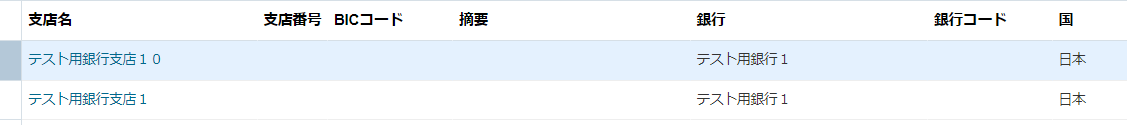 支店名 支店番号 BICコード 摘要 銀行 銀行コード 国
テスト用銀行支店１０ テスト用銀行１ 日本
テスト用銀行支店１ テスト用銀行１ 日本